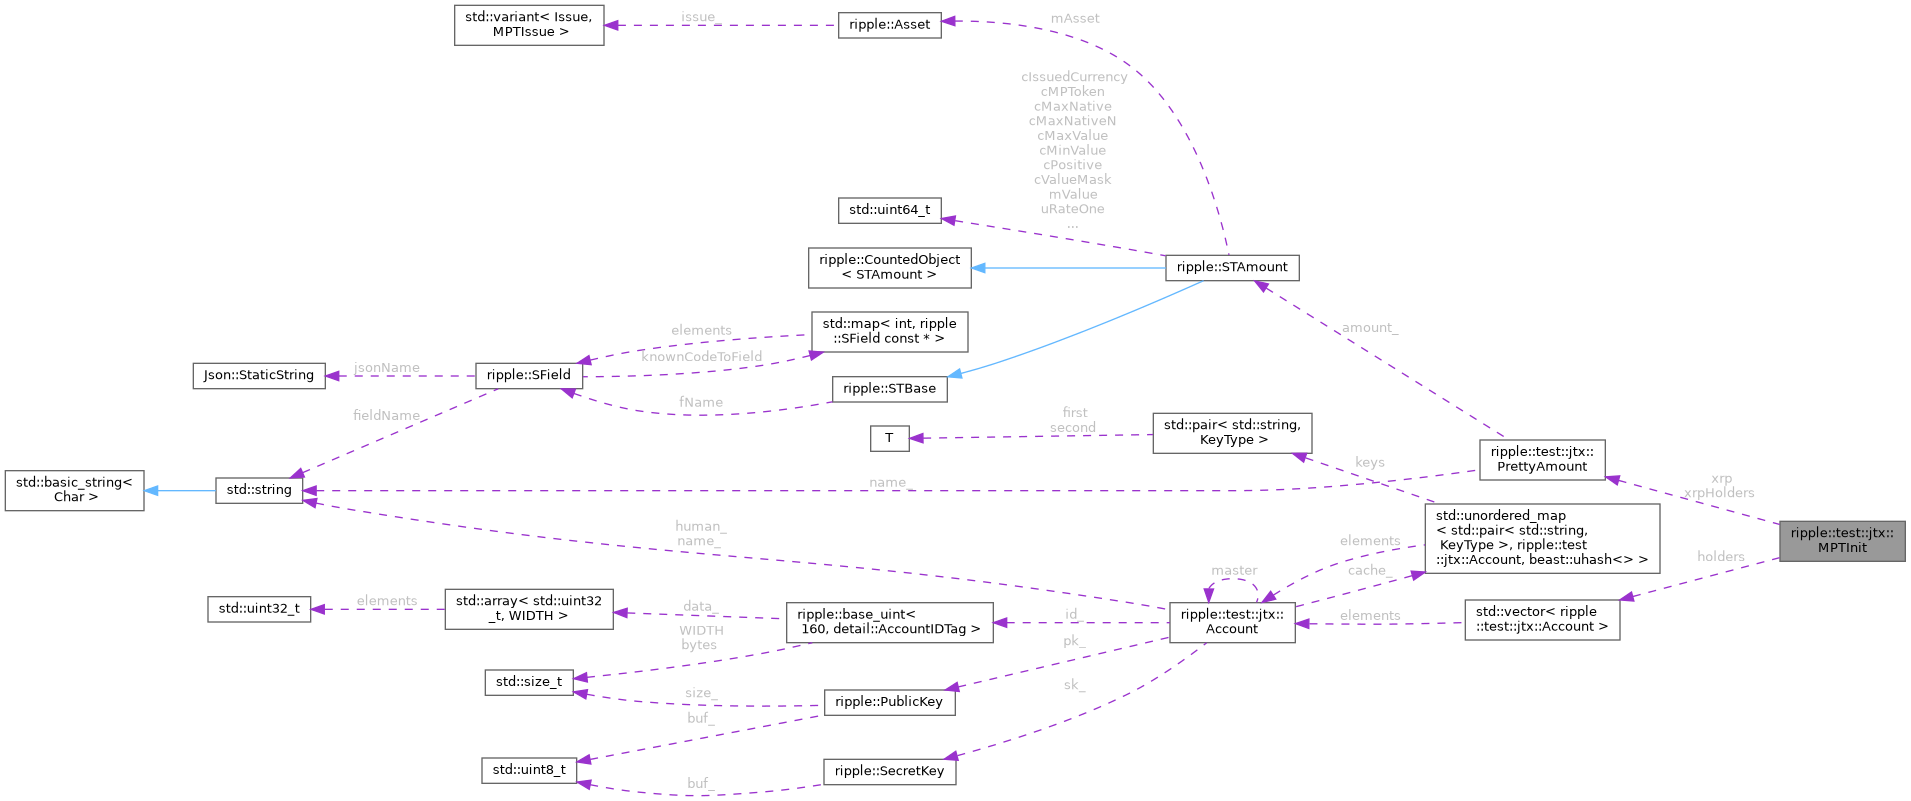 std::variant< Issue,
MPTIssue >
issue_
ripple::Asset
mAsset
cIssuedCurrency
cMPToken
cMaxNative
cMaxNativeN
cMaxValue
cMinValue
cPositive
cValueMask
mValue
uRateOne
...
std::uint64_t
ripple::CountedObject
< STAmount >
ripple::STAmount
std::map< int, ripple
::SField const * >
elements
knownCodeToField
amount_
Json::StaticString
jsonName
ripple::SField
ripple::STBase
fName
fieldName
first
second
std::pair< std::string,
KeyType >
T
ripple::test::jtx::
PrettyAmount
keys
std::basic_string<
Char >
std::string
name_
xrp
xrpHolders
human_
name_
std::unordered_map
< std::pair< std::string,
KeyType >, ripple::test
::jtx::Account, beast::uhash<> >
ripple::test::jtx::
MPTInit
elements
cache_
holders
master
std::uint32_t
elements
std::array< std::uint32
_t, WIDTH >
data_
ripple::base_uint<
160, detail::AccountIDTag >
id_
ripple::test::jtx::
Account
elements
std::vector< ripple
::test::jtx::Account >
WIDTH
bytes
pk_
std::size_t
size_
ripple::PublicKey
sk_
buf_
std::uint8_t
buf_
ripple::SecretKey